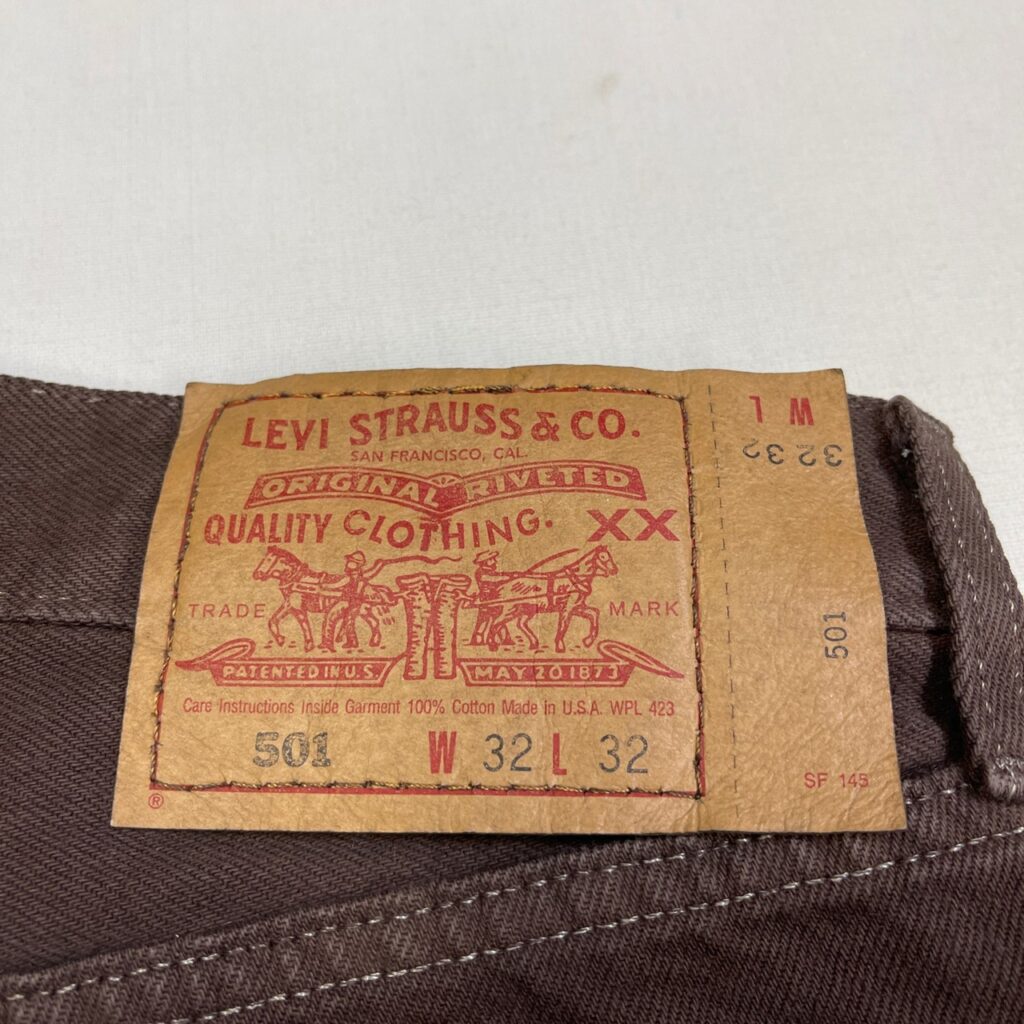 LEVI STRAUSS & CO.
SAN FRANCISCO, CAL.
ORIGINAL RIVETED
QUALITY CLOTHING. XX
TRADE MARK
PATENTED IN U.S. MAY 20 1873
Care Instructions Inside Garment 100% Cotton Made in U.S.A. WPL 423
501 W 32 L 32
®
W L
32 32
501
SF 145